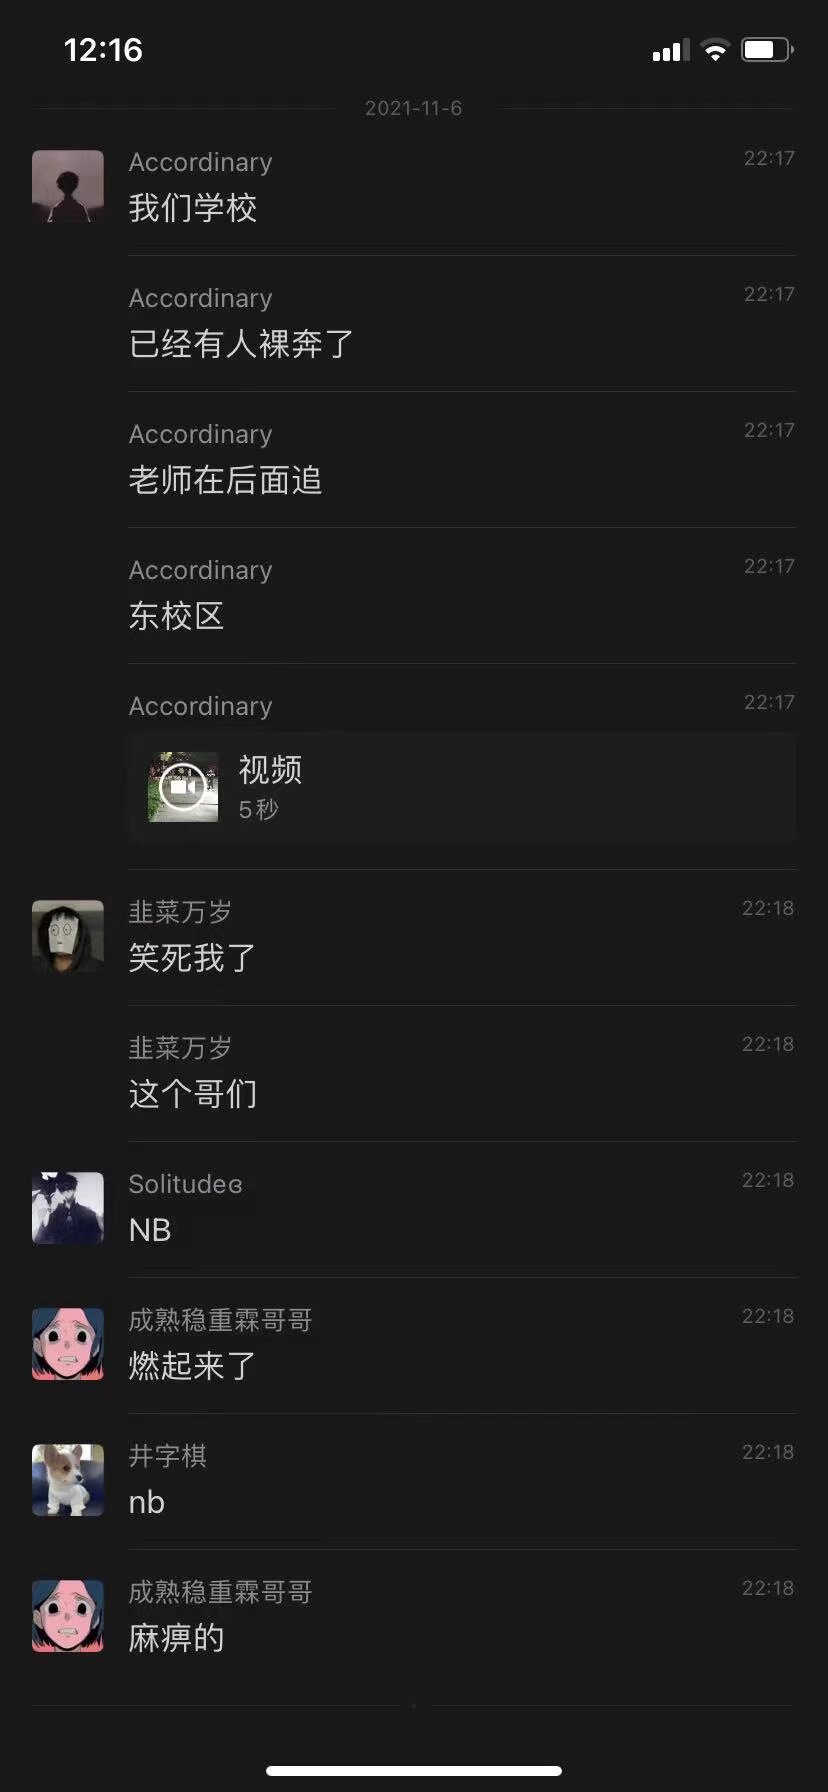 12:16
2021-11-6
Accordinary
22:17
我们学校
Accordinary
22:17
已经有人裸奔了
Accordinary
22:17
老师在后面追
Accordinary
22:17
东校区
Accordinary
22:17
视频
5秒
韭菜万岁
22:18
笑死我了
韭菜万岁
22:18
这个哥们
Solitudeɞ
22:18
NB
成熟稳重霖哥哥
22:18
燃起来了
井字棋
22:18
nb
成熟稳重霖哥哥
22:18
麻痹的